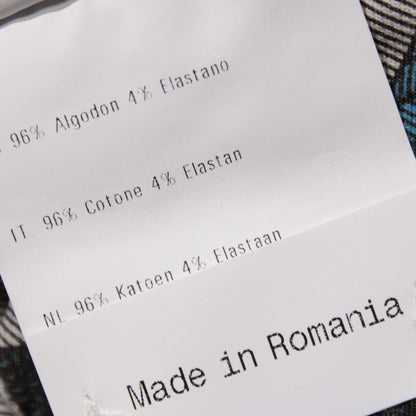 96% Algodon 4% Elastano
IT 96% Cotone 4% Elastan
NL 96% Katoen 4% Elastaan
Made in Romania